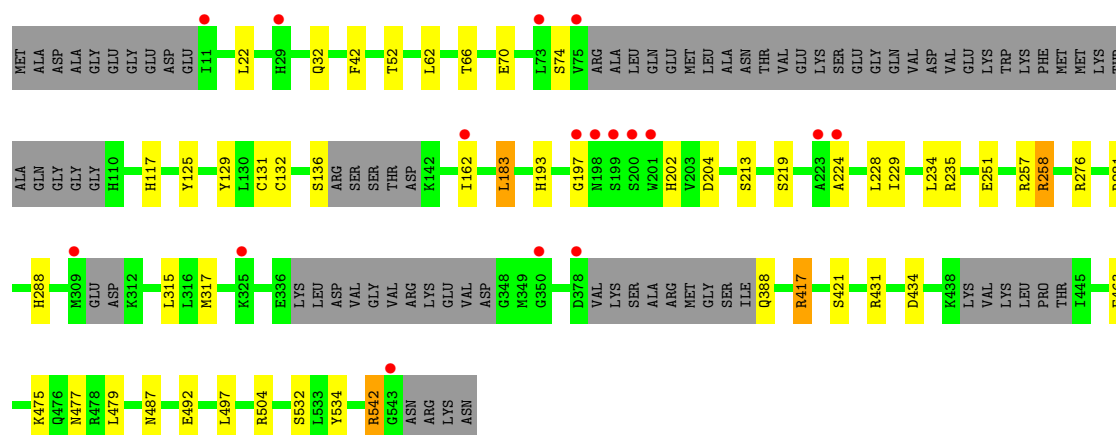 MET ALA ASP ALA GLY GLU GLY GLU ASP GLU I11 L22 H29 Q32 F42 T52 L62 T66 E70 L73 S74 V75 ARG ALA LEU GLN GLU MET LEU ALA ASN THR VAL GLU LYS SER GLU GLY GLN VAL ASP VAL GLU LYS TRP LYS PHE MET MET LYS
ALA GLN GLY GLY GLY H110 H117 Y125 Y129 L130 C131 C132 S136 ARG SER SER THR ASP K142 I162 L183 H193 G197 N198 S199 S200 W201 H202 V203 D204 S213 S219 A223 A224 L228 I229 L234 R235 E251 R257 R258 R276
H288 M309 GLU ASP K312 L315 L316 M317 K325 E336 LYS LEU ASP VAL GLY VAL ARG LYS GLU VAL ASP G348 M349 G350 D378 VAL LYS SER ALA ARG MET GLY SER ILE Q388 R417 S421 R431 D434 K438 LYS VAL LYS LEU PRO THR I445
K475 Q476 N477 R478 L479 N487 E492 L497 R504 S532 L533 Y534 R542 G543 ASN ARG LYS ASN